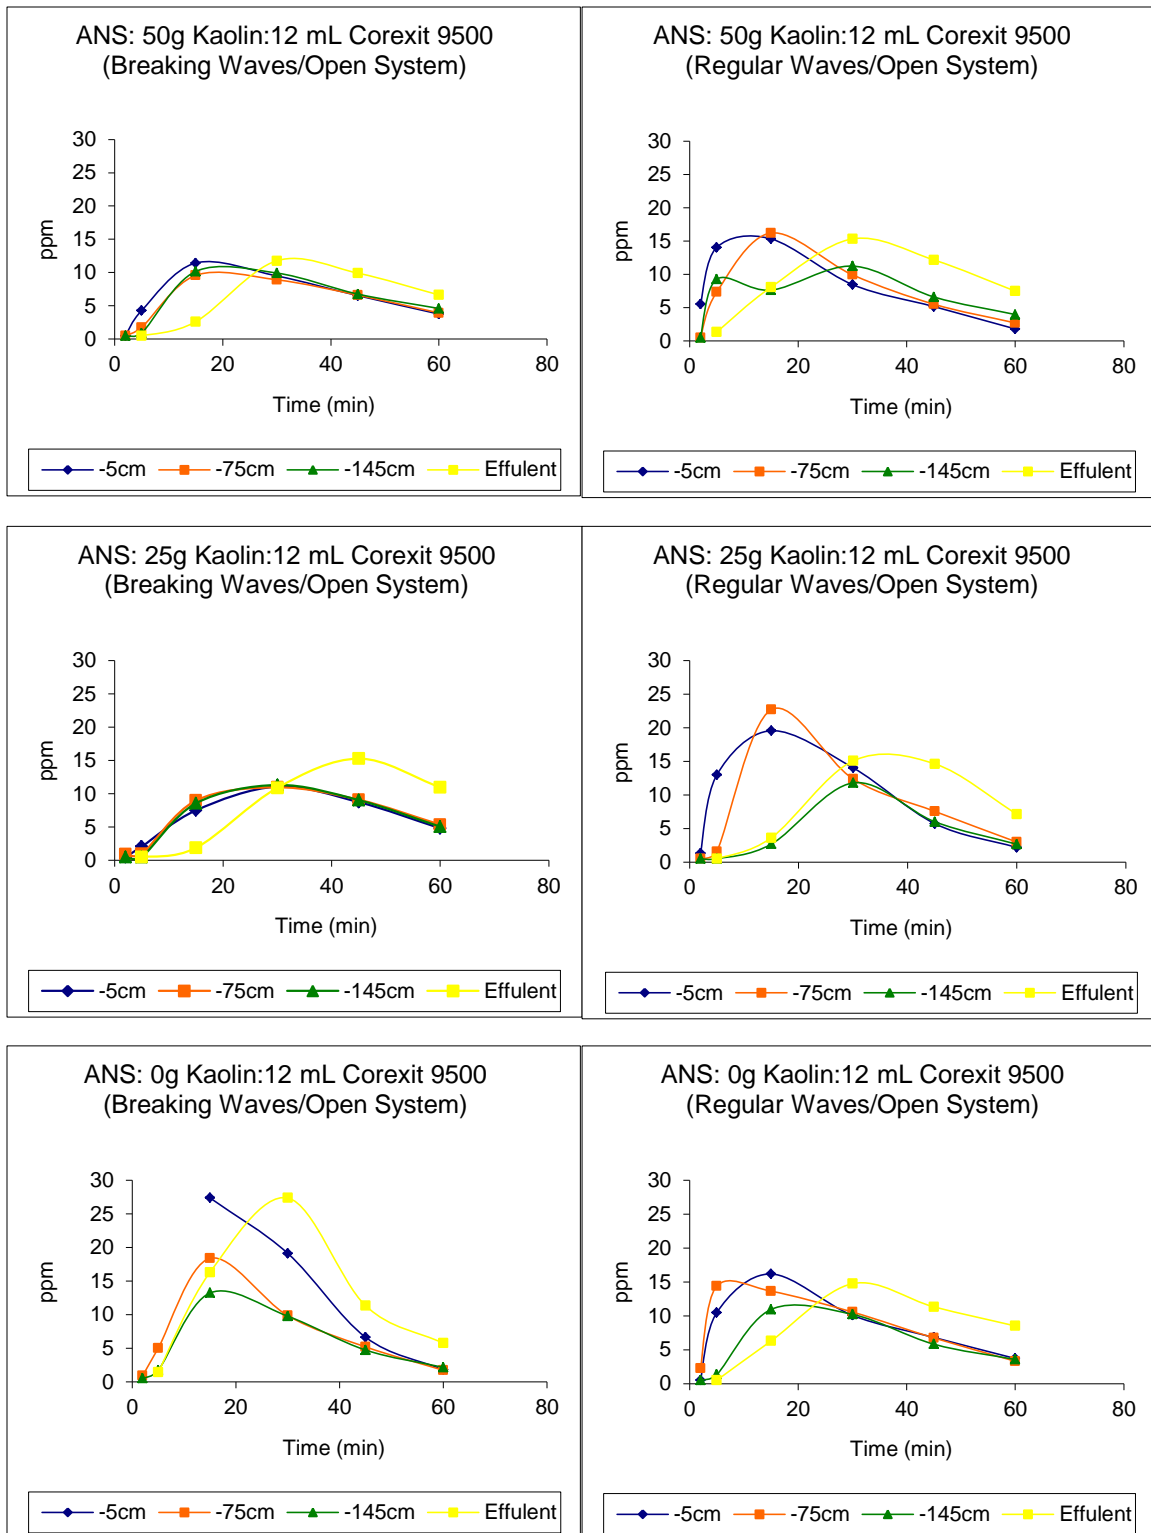 ANS: 50g Kaolin:12 mL Corexit 9500
(Breaking Waves/Open System)
30
25
20
15
10
5
0
ppm
0 20 40 60 80
Time (min)
-5cm -75cm -145cm Effulent
ANS: 50g Kaolin:12 mL Corexit 9500
(Regular Waves/Open System)
30
25
20
15
10
5
0
ppm
0 20 40 60 80
Time (min)
-5cm -75cm -145cm Effulent
ANS: 25g Kaolin:12 mL Corexit 9500
(Breaking Waves/Open System)
30
25
20
15
10
5
0
ppm
0 20 40 60 80
Time (min)
-5cm -75cm -145cm Effulent
ANS: 25g Kaolin:12 mL Corexit 9500
(Regular Waves/Open System)
30
25
20
15
10
5
0
ppm
0 20 40 60 80
Time (min)
-5cm -75cm -145cm Effulent
ANS: 0g Kaolin:12 mL Corexit 9500
(Breaking Waves/Open System)
30
25
20
15
10
5
0
ppm
0 20 40 60 80
Time (min)
-5cm -75cm -145cm Effulent
ANS: 0g Kaolin:12 mL Corexit 9500
(Regular Waves/Open System)
30
25
20
15
10
5
0
ppm
0 20 40 60 80
Time (min)
-5cm -75cm -145cm Effulent